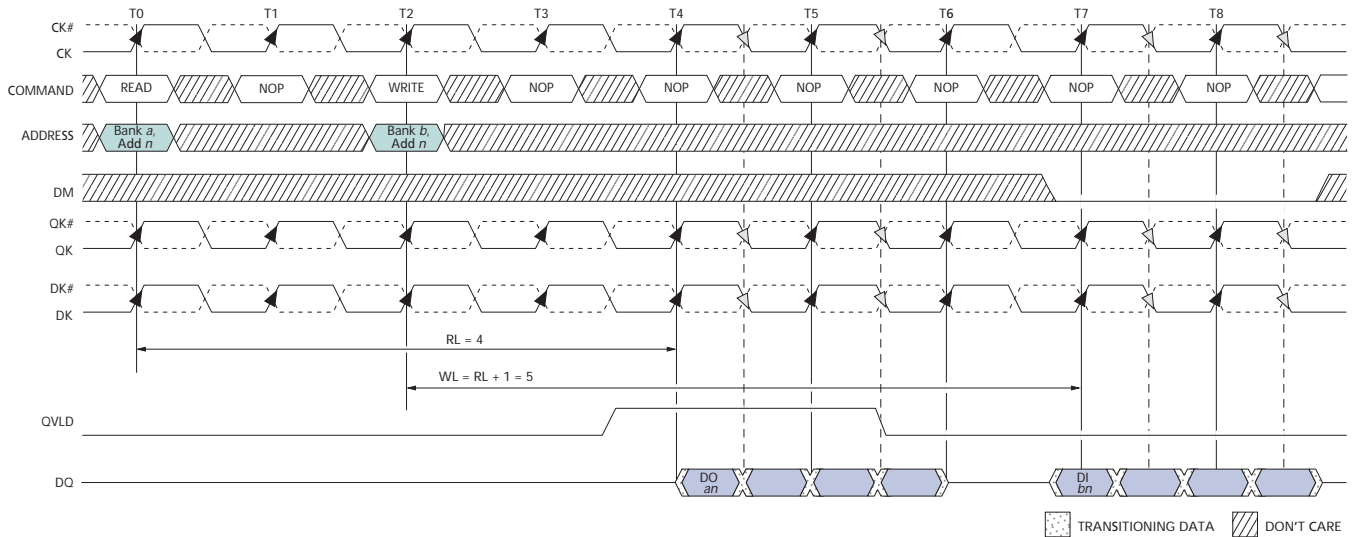 T0 T1 T2 T3 T4 T5 T6 T7 T8
CK#
CK
COMMAND READ NOP WRITE NOP NOP NOP NOP NOP NOP
ADDRESS Bank a, Add n Bank b, Add n
DM
QK#
QK
DK#
DK
RL = 4
WL = RL + 1 = 5
QVLD
DQ DO an DI bn
TRANSITIONING DATA DON'T CARE